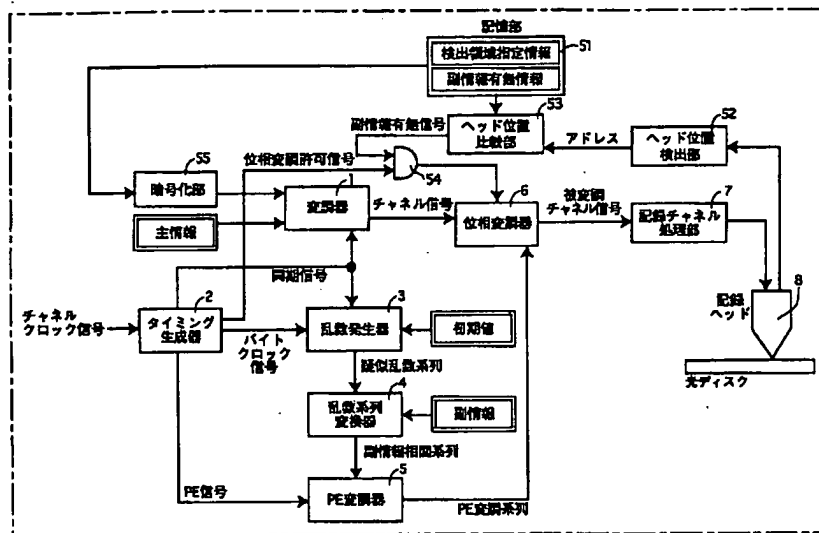 記憶部
51
検出領域指定情報
副情報有無情報
53
52
副情報有無信号
ヘッド位置
比較部
アドレス
ヘッド位置
検出部
位相変調許可信号
54
55
暗号化部
1
変調器
チャネル信号
6
位相変調器
被変調
チャネル信号
7
記録チャネル
処理部
主情報
同期信号
8
記録
ヘッド
チャネル
クロック信号
2
タイミング
生成器
バイト
クロック
信号
3
乱数発生器
初期値
光ディスク
疑似乱数系列
4
乱数系列
変換器
副情報
副情報相関系列
5
PE信号
PE変調器
PE変調系列